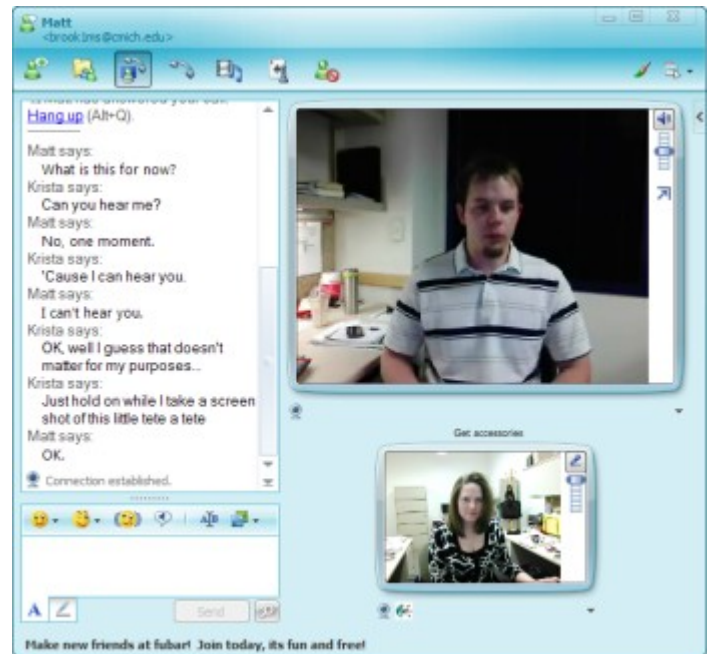 Matt
<brook1ms@cmich.edu>
Hang up (Alt+Q).
Matt says:
What is this for now?
Krista says:
Can you hear me?
Matt says:
No, one moment.
Krista says:
'Cause I can hear you.
Matt says:
I can't hear you.
Krista says:
OK, well I guess that doesn't
matter for my purposes...
Krista says:
Just hold on while I take a screen
shot of this little tete a tete
Matt says:
OK.
Connection established.
Get accessories
A
Send
Make new friends at fubar! Join today, its fun and free!